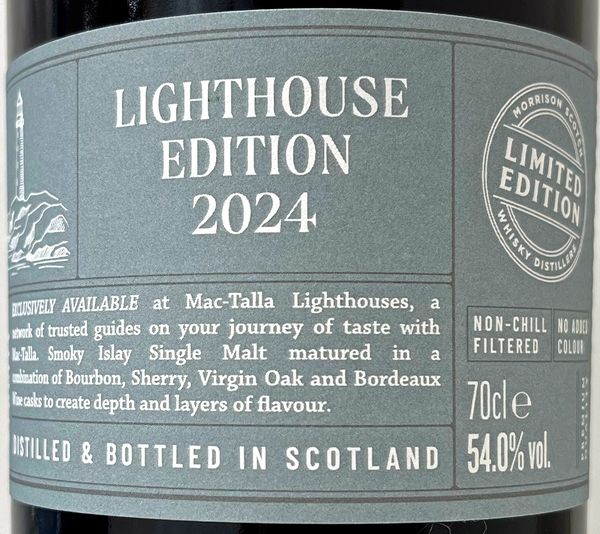 LIGHTHOUSE
EDITION
2024
MORRISON SCOTCH
LIMITED
EDITION
WHISKY DISTILLERS
EXCLUSIVELY AVAILABLE at Mac-Talla Lighthouses, a
network of trusted guides on your journey of taste with
Mac-Talla. Smoky Islay Single Malt matured in a
combination of Bourbon, Sherry, Virgin Oak and Bordeaux
Wine casks to create depth and layers of flavour.
NON-CHILL
FILTERED
NO ADDED
COLOUR
70cl e
54.0% vol.
DISTILLED & BOTTLED IN SCOTLAND